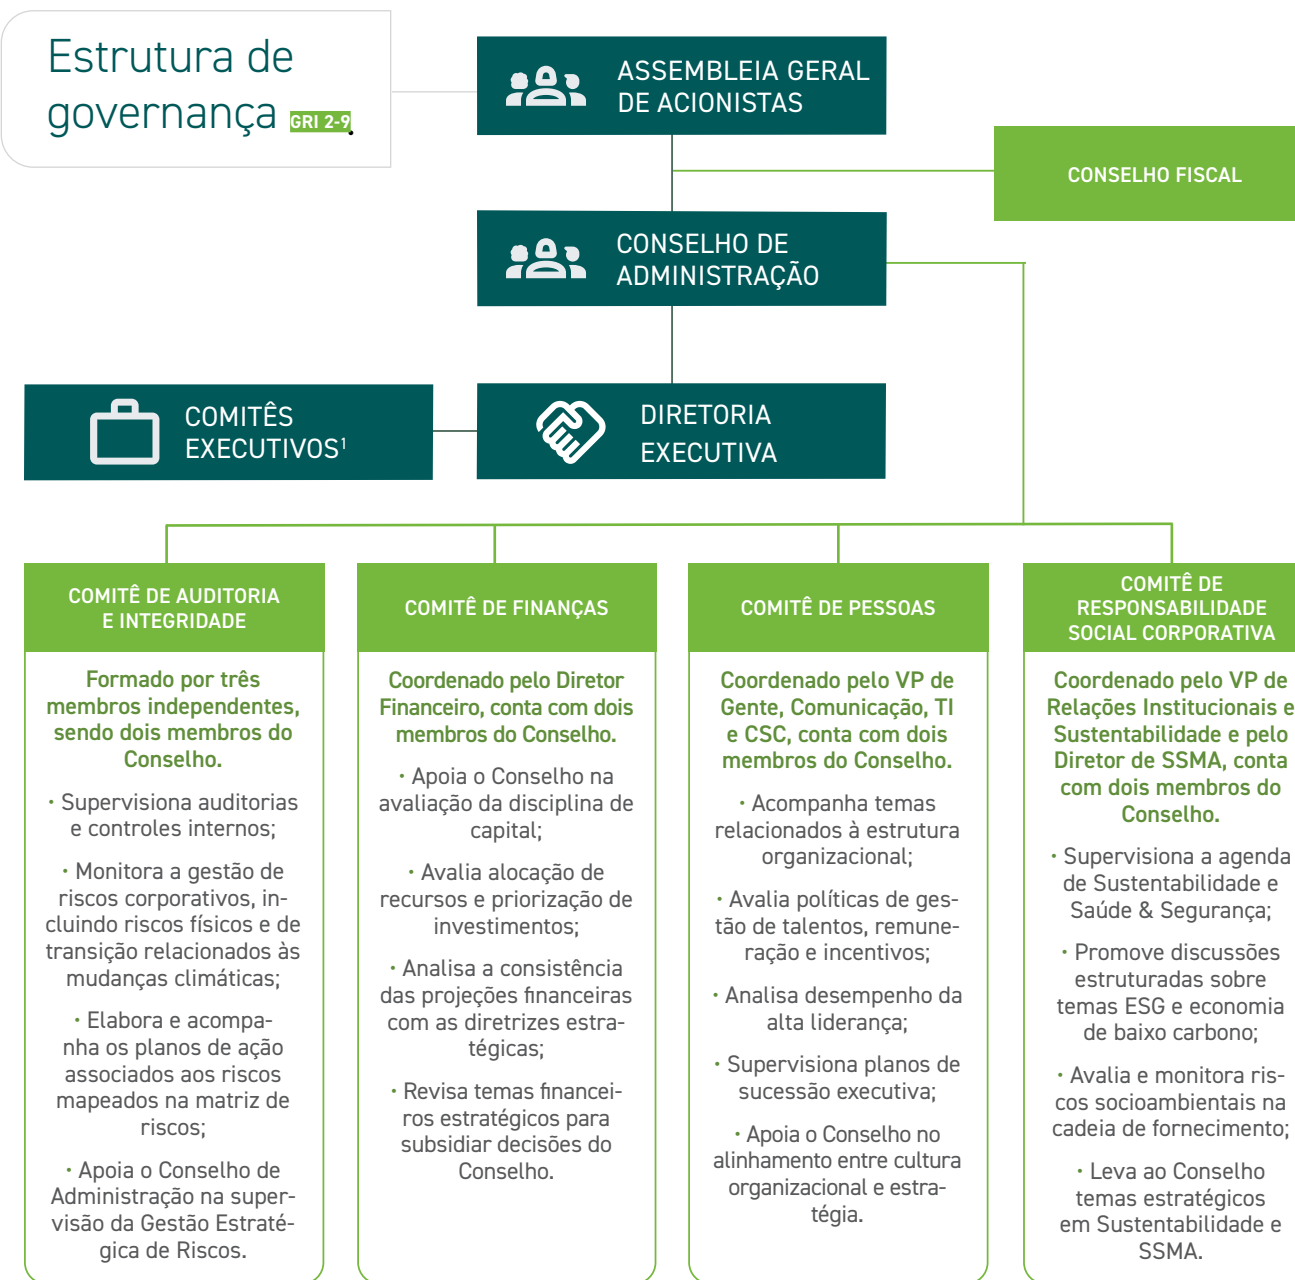 Estrutura de
governança GRI 2-9
ASSEMBLEIA GERAL
DE ACIONISTAS
CONSELHO FISCAL
CONSELHO DE
ADMINISTRAÇÃO
COMITÊS
EXECUTIVOS¹
DIRETORIA
EXECUTIVA
COMITÊ DE AUDITORIA
E INTEGRIDADE
Formado por três
membros independentes,
sendo dois membros do
Conselho.
· Supervisiona auditorias
e controles internos;
· Monitora a gestão de
riscos corporativos, in-
cluindo riscos físicos e de
transição relacionados às
mudanças climáticas;
· Elabora e acompa-
nha os planos de ação
associados aos riscos
mapeados na matriz de
riscos;
· Apoia o Conselho de
Administração na super-
visão da Gestão Estraté-
gica de Riscos.
COMITÊ DE FINANÇAS
Coordenado pelo Diretor
Financeiro, conta com dois
membros do Conselho.
· Apoia o Conselho na
avaliação da disciplina de
capital;
· Avalia alocação de
recursos e priorização de
investimentos;
· Analisa a consistência
das projeções financeiras
com as diretrizes estra-
tégicas;
· Revisa temas financei-
ros estratégicos para
subsidiar decisões do
Conselho.
COMITÊ DE PESSOAS
Coordenado pelo VP de
Gente, Comunicação, TI
e CSC, conta com dois
membros do Conselho.
· Acompanha temas
relacionados à estrutura
organizacional;
· Avalia políticas de ges-
tão de talentos, remune-
ração e incentivos;
· Analisa desempenho da
alta liderança;
· Supervisiona planos de
sucessão executiva;
· Apoia o Conselho no
alinhamento entre cultura
organizacional e estra-
tégia.
COMITÊ DE
RESPONSABILIDADE
SOCIAL CORPORATIVA
Coordenado pelo VP de
Relações Institucionais e
Sustentabilidade e pelo
Diretor de SSMA, conta
com dois membros do
Conselho.
· Supervisiona a agenda
de Sustentabilidade e
Saúde & Segurança;
· Promove discussões
estruturadas sobre
temas ESG e economia
de baixo carbono;
· Avalia e monitora ris-
cos socioambientais na
cadeia de fornecimento;
· Leva ao Conselho
temas estratégicos
em Sustentabilidade e
SSMA.